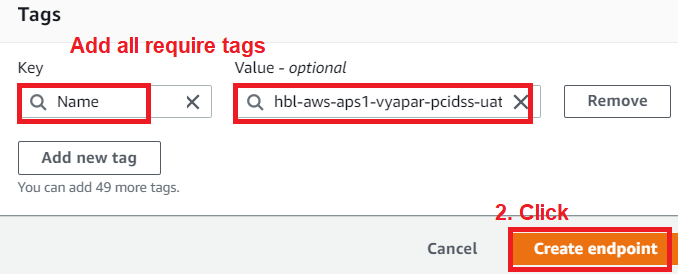 Tags
Add all require tags
Key
Value - optional
Name
hbl-aws-aps1-vyapar-pcidss-uat
Remove
Add new tag
You can add 49 more tags.
2. Click
Cancel
Create endpoint